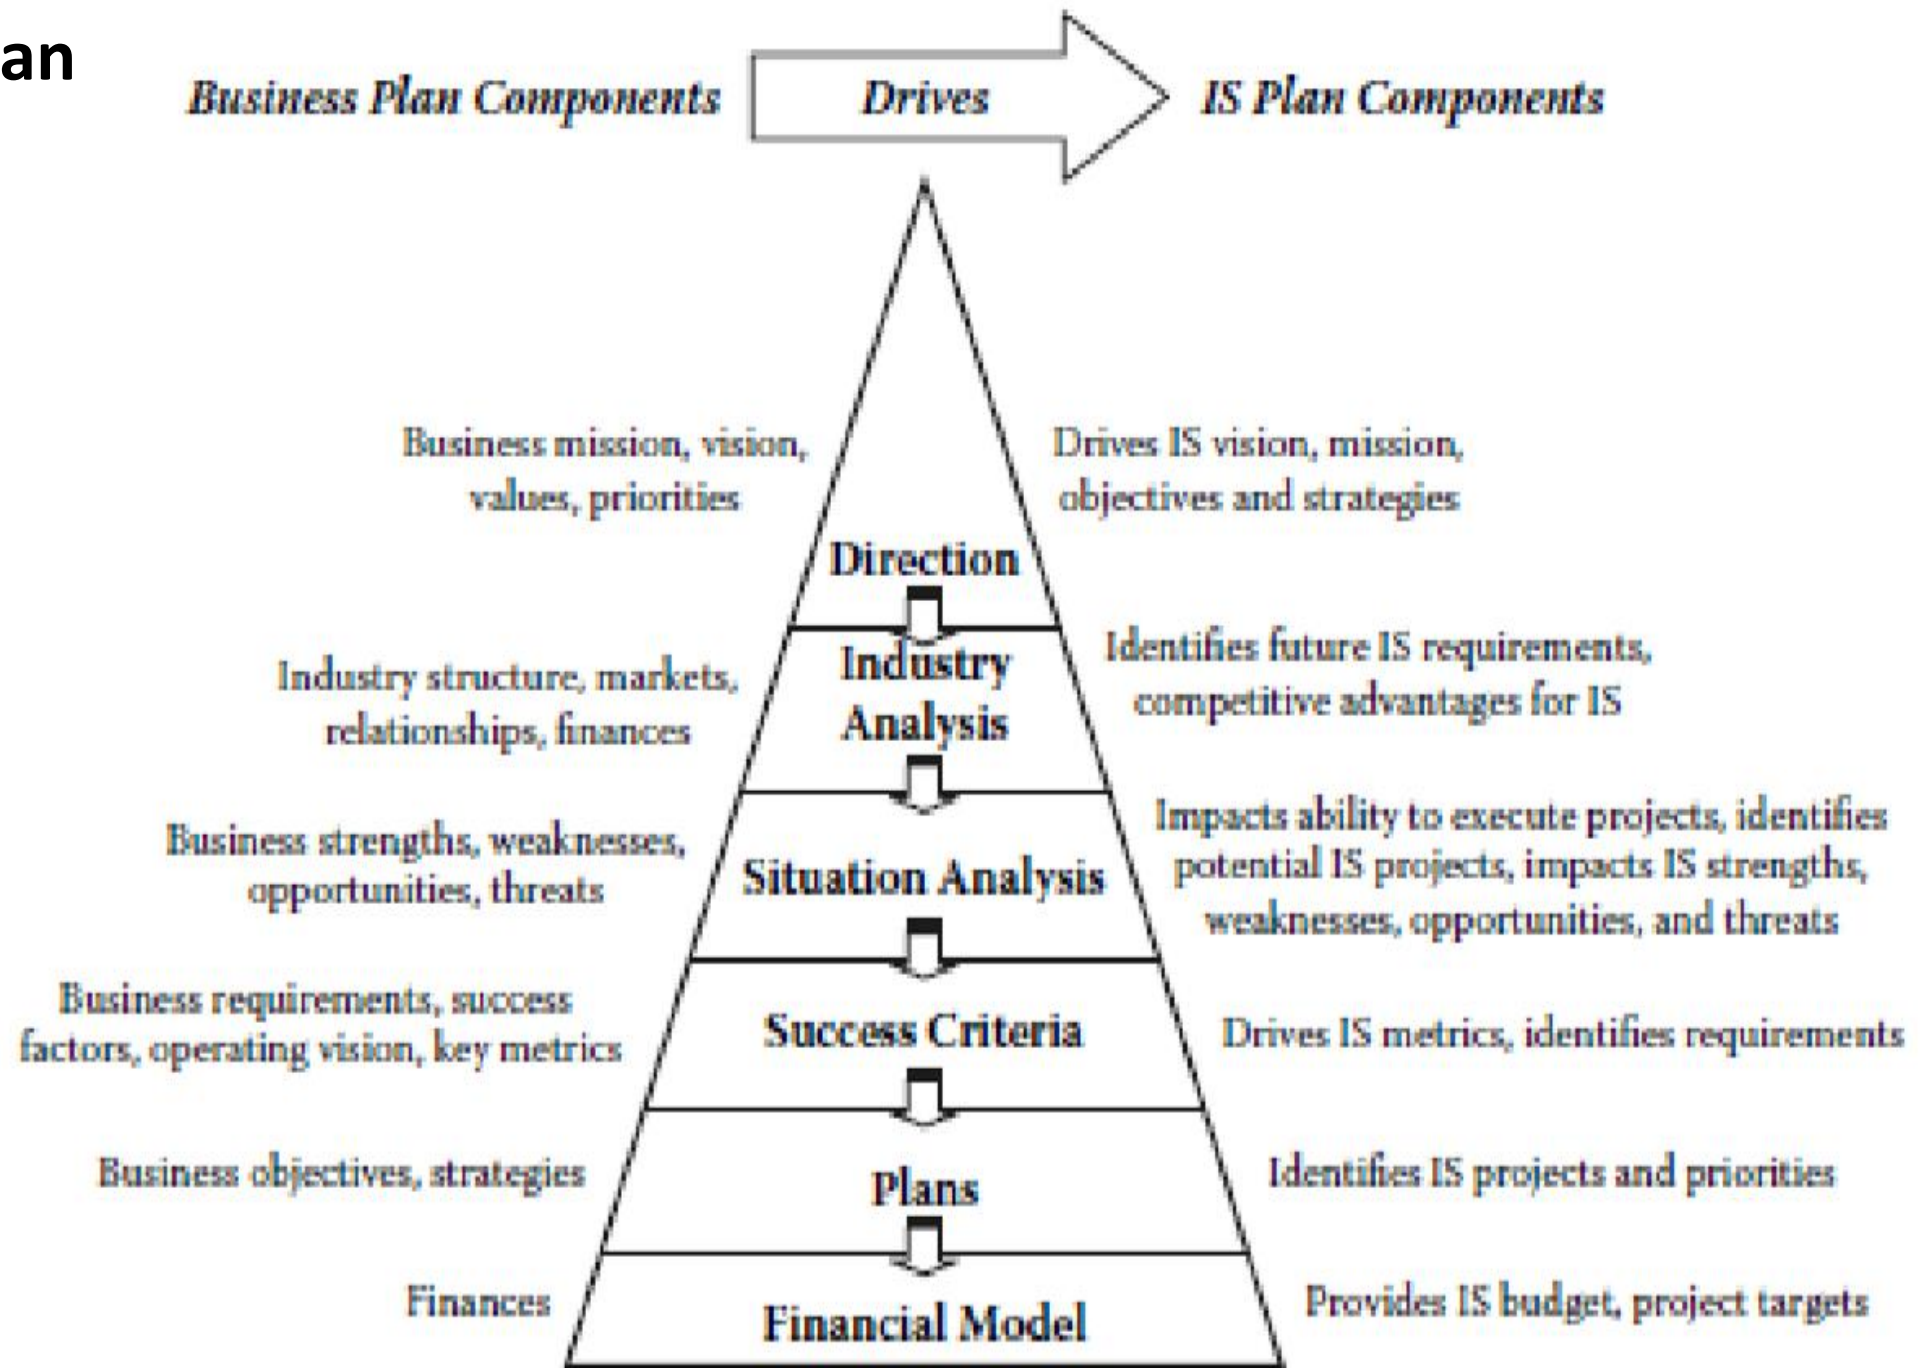 an
Business Plan Components
Drives
IS Plan Components
Business mission, vision,
values, priorities
Drives IS vision, mission,
objectives and strategies
Direction
Industry structure, markets,
relationships, finances
Industry
Analysis
Identifies future IS requirements,
competitive advantages for IS
Business strengths, weaknesses,
opportunities, threats
Situation Analysis
Impacts ability to execute projects, identifies
potential IS projects, impacts IS strengths,
weaknesses, opportunities, and threats
Business requirements, success
factors, operating vision, key metrics
Success Criteria
Drives IS metrics, identifies requirements
Business objectives, strategies
Plans
Identifies IS projects and priorities
Finances
Financial Model
Provides IS budget, project targets